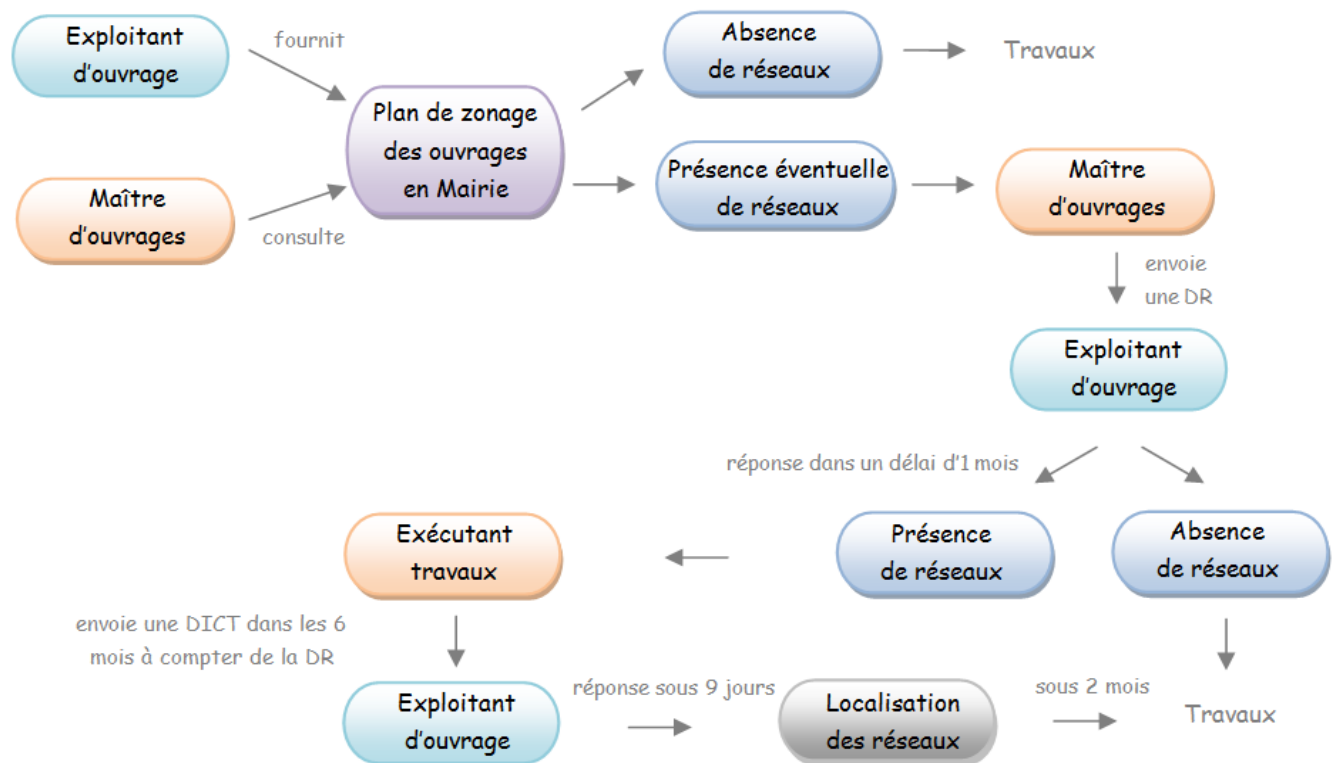 Exploitant
d'ouvrage
fournit
Plan de zonage
des ouvrages
en Mairie
Maître
d'ouvrages
consulte
Absence
de réseaux
Travaux
Présence éventuelle
de réseaux
Maître
d'ouvrages
envoie
une DR
Exploitant
d'ouvrage
réponse dans un délai d'1 mois
Présence
de réseaux
Absence
de réseaux
Exécutant
travaux
envoie une DICT dans les 6
mois à compter de la DR
Exploitant
d'ouvrage
réponse sous 9 jours
Localisation
des réseaux
sous 2 mois
Travaux